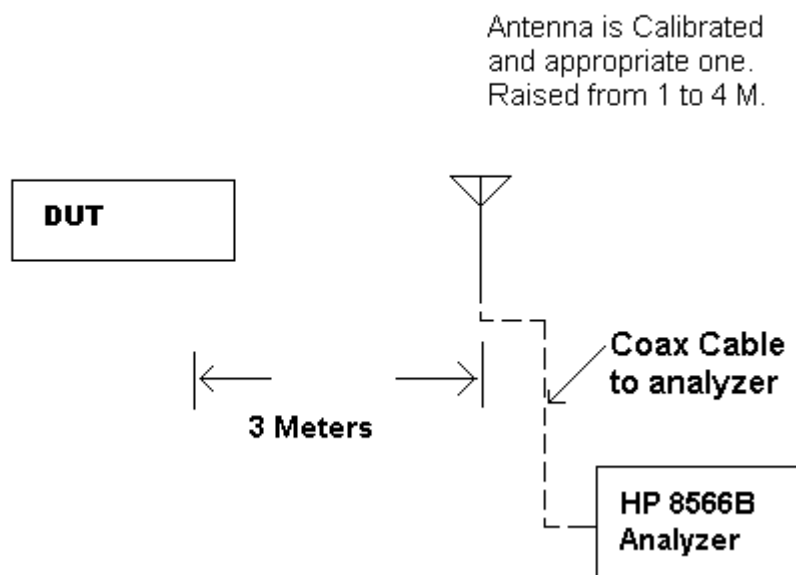 Antenna is Calibrated
and appropriate one.
Raised from 1 to 4 M.
DUT
Coax Cable
to analyzer
3 Meters
HP 8566B
Analyzer